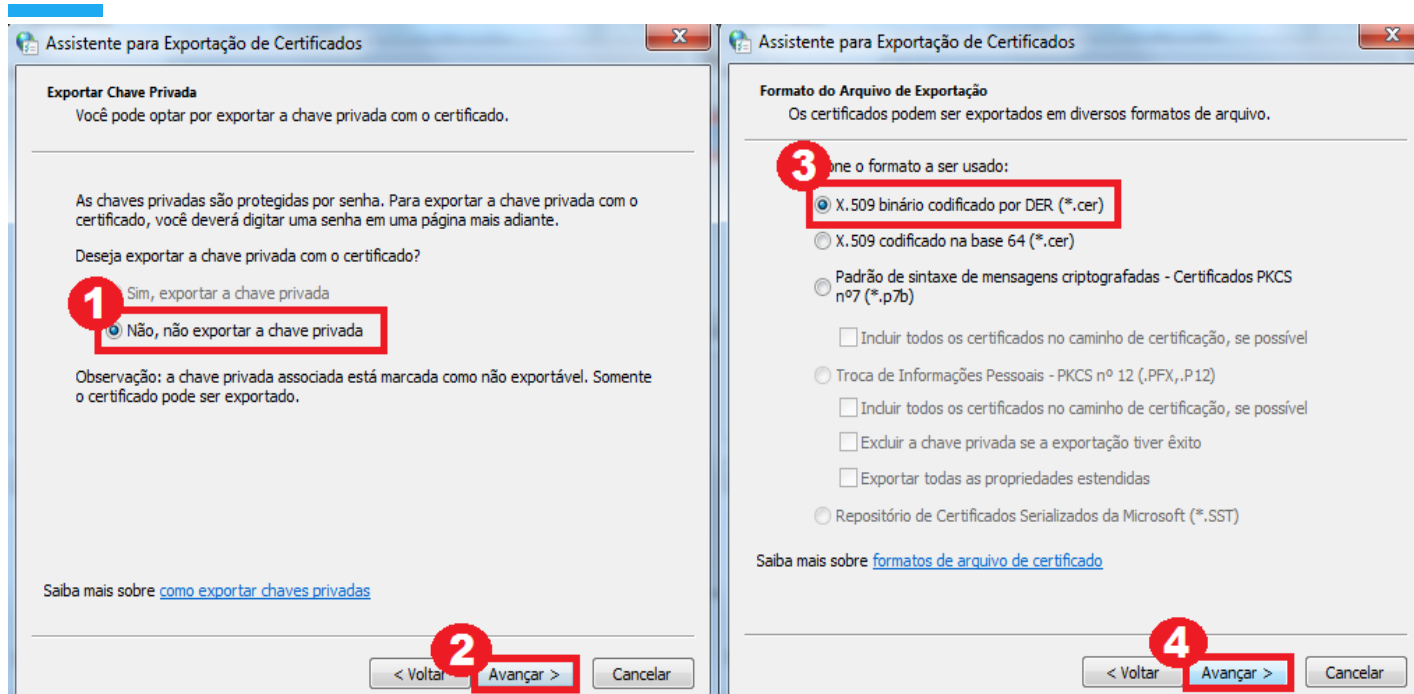 Assistente para Exportação de Certificados
Exportar Chave Privada
Você pode optar por exportar a chave privada com o certificado.
As chaves privadas são protegidas por senha. Para exportar a chave privada com o
certificado, você deverá digitar uma senha em uma página mais adiante.
Deseja exportar a chave privada com o certificado?
1
Sim, exportar a chave privada
Não, não exportar a chave privada
Observação: a chave privada associada está marcada como não exportável. Somente
o certificado pode ser exportado.
Saiba mais sobre como exportar chaves privadas
2
< Voltar
Avançar >
Cancelar
Assistente para Exportação de Certificados
Formato do Arquivo de Exportação
Os certificados podem ser exportados em diversos formatos de arquivo.
3
one o formato a ser usado:
X.509 binário codificado por DER (*.cer)
X.509 codificado na base 64 (*.cer)
Padrão de sintaxe de mensagens criptografadas - Certificados PKCS
nº7 (*.p7b)
Incluir todos os certificados no caminho de certificação, se possível
Troca de Informações Pessoais - PKCS nº 12 (.PFX,.P12)
Incluir todos os certificados no caminho de certificação, se possível
Excluir a chave privada se a exportação tiver êxito
Exportar todas as propriedades estendidas
Repositório de Certificados Serializados da Microsoft (*.SST)
Saiba mais sobre formatos de arquivo de certificado
4
< Voltar
Avançar >
Cancelar